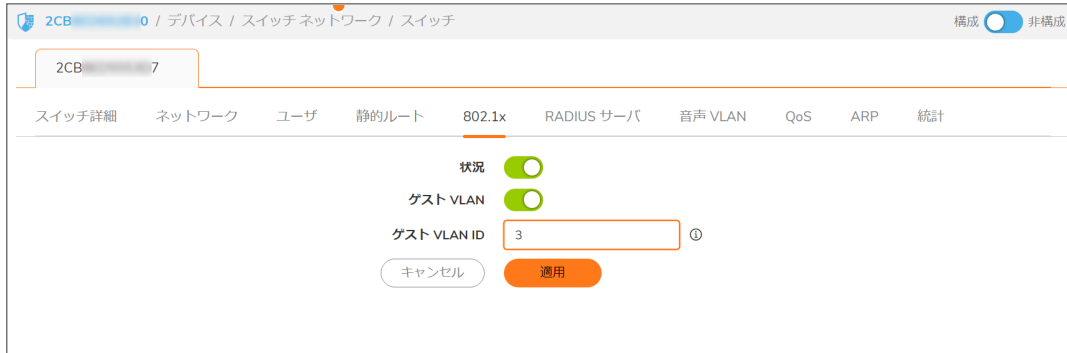 2CB 0 / デバイス / スイッチ ネットワーク / スイッチ
構成 非構成
2CB 7
スイッチ詳細 ネットワーク ユーザ 静的ルート 802.1x RADIUS サーバ 音声 VLAN QoS ARP 統計
状況
ゲスト VLAN
ゲスト VLAN ID 3
キャンセル 適用